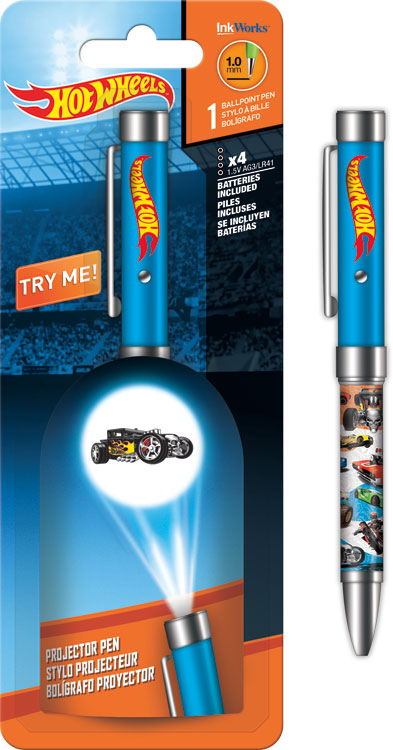 InkWorks
1.0
mm
HOT WHEELS
1 BALLPOINT PEN
STYLO À BILLE
BOLÍGRAFO
x4
1.5V AG3/LR41
BATTERIES
INCLUDED
PILES
INCLUSES
SE INCLUYEN
BATERÍAS
HOT WHEELS
HOT WHEELS
TRY ME!
PROJECTOR PEN
STYLO PROJECTEUR
BOLÍGRAFO PROYECTOR